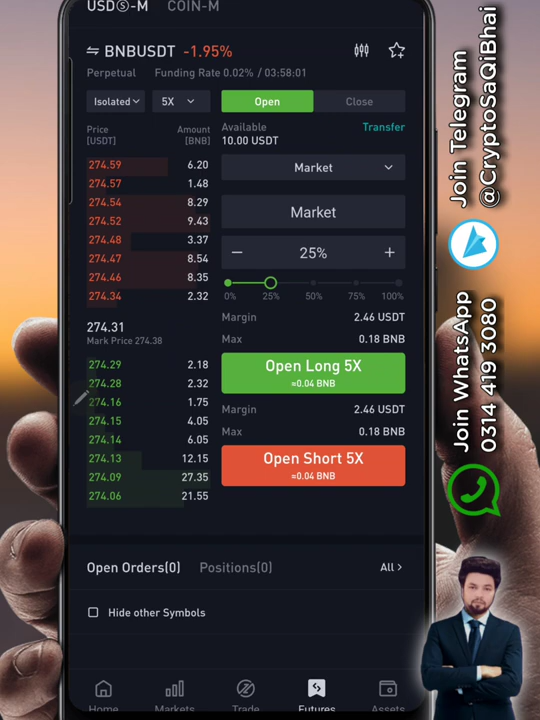 USDⓈ-M COIN-M
BNBUSDT -1.95%
Perpetual Funding Rate 0.02% / 03:58:01
Isolated 5X Open Close
Price [USDT] Amount [BNB]
274.59 6.20
274.57 1.48
274.54 8.29
274.52 9.43
274.48 3.37
274.47 8.54
274.46 8.35
274.34 2.32
274.31
Mark Price 274.38
274.29 2.18
274.28 2.32
274.16 1.75
274.15 4.05
274.14 6.05
274.13 12.15
274.09 27.35
274.06 21.55
Available Transfer
10.00 USDT
Market
Market
− 25% +
0% 25% 50% 75% 100%
Margin 2.46 USDT
Max 0.18 BNB
Open Long 5X
≈0.04 BNB
Margin 2.46 USDT
Max 0.18 BNB
Open Short 5X
≈0.04 BNB
Open Orders(0) Positions(0) All >
Hide other Symbols
Home Markets Trade Futures Assets
Join Telegram
@CryptoSaQiBhai
Join WhatsApp
0314 419 3080